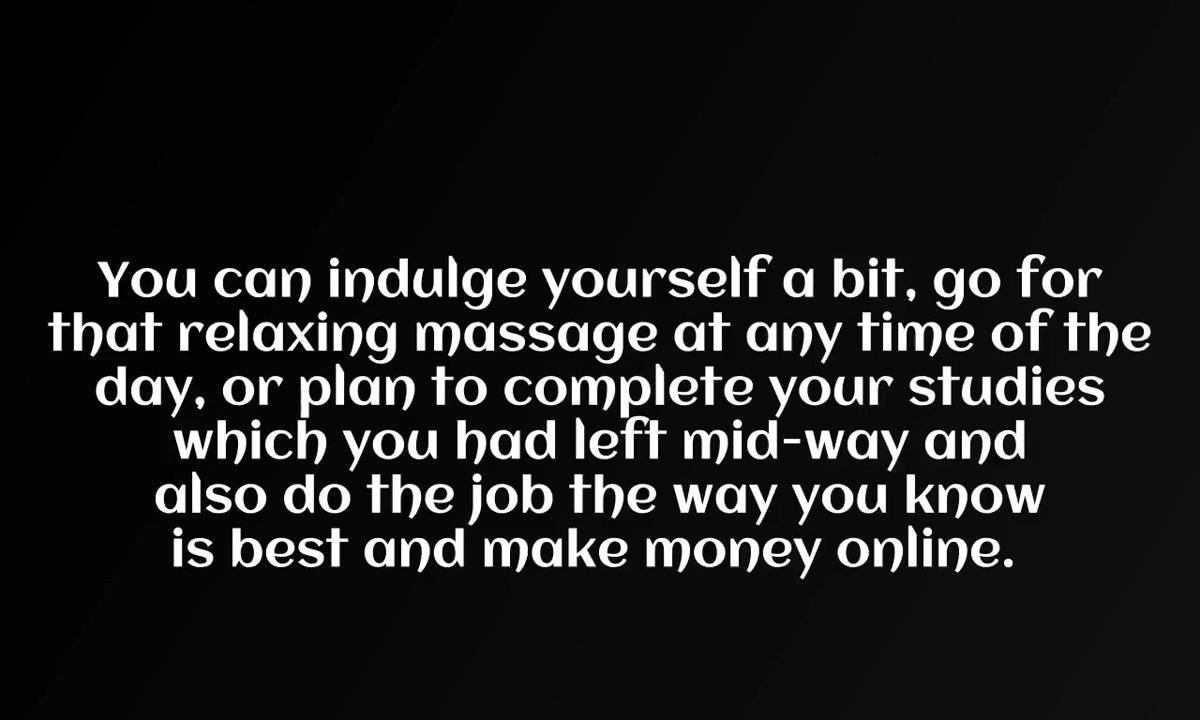 You can indulge yourself a bit, go for
that relaxing massage at any time of the
day, or plan to complete your studies
which you had left mid-way and
also do the job the way you know
is best and make money online.